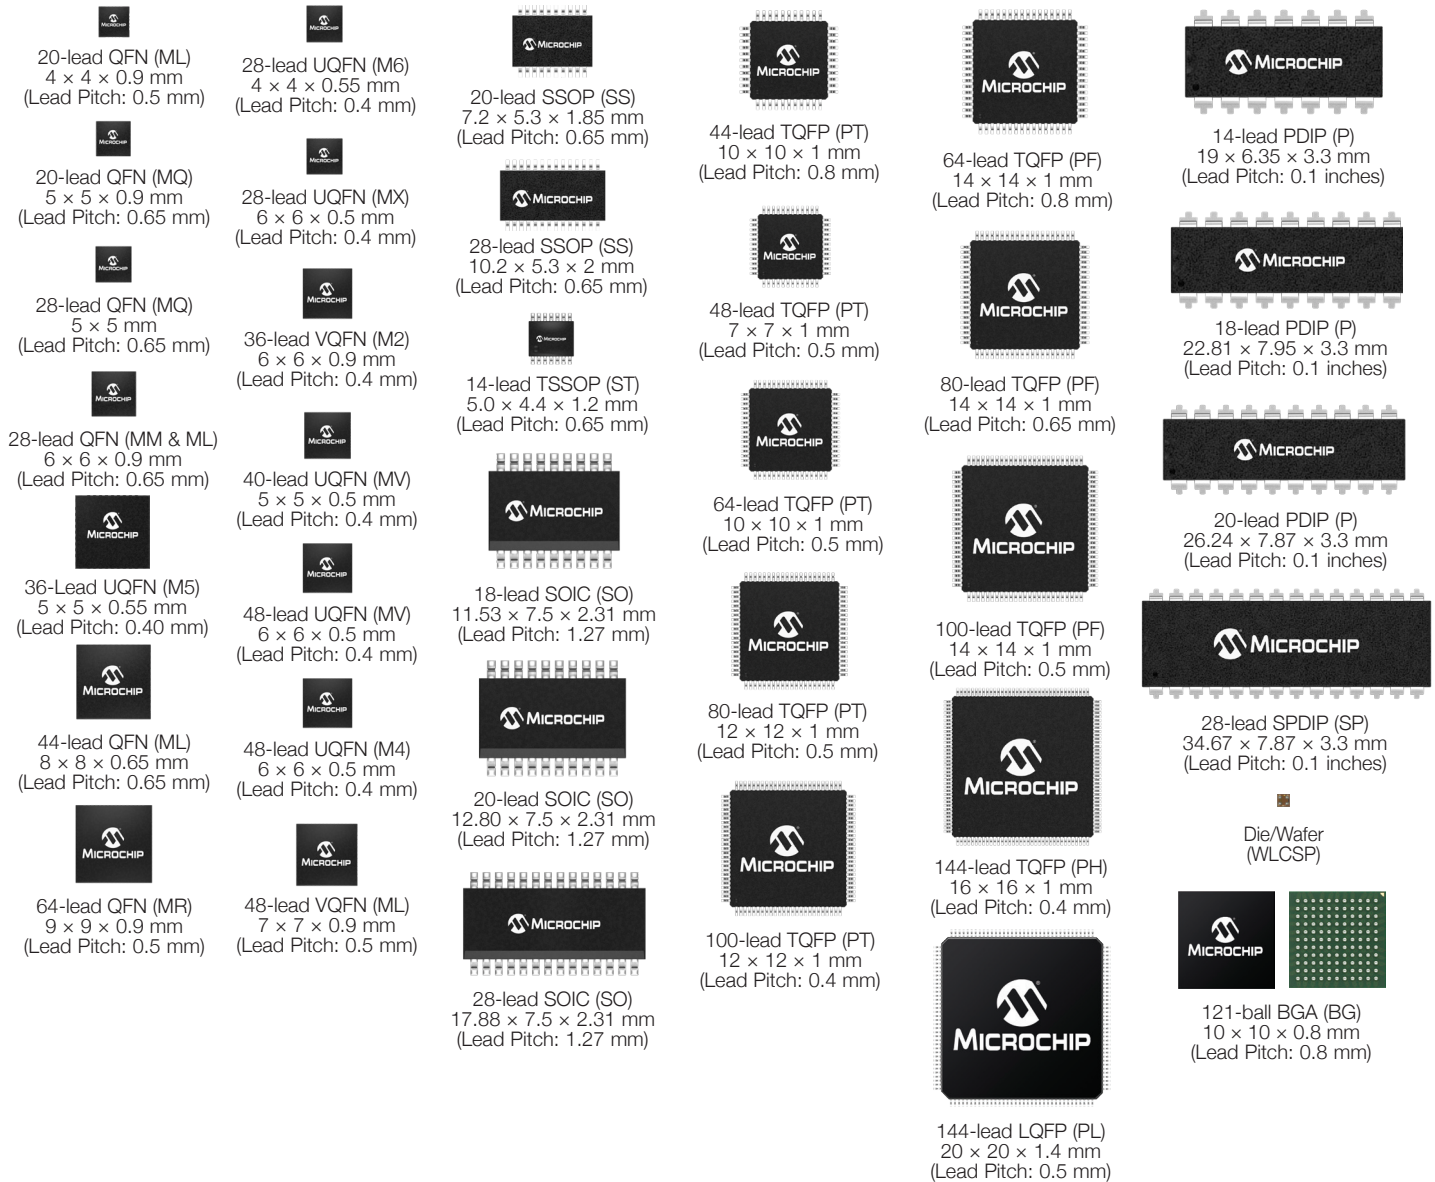 MICROCHIP
20-lead QFN (ML)
4 × 4 × 0.9 mm
(Lead Pitch: 0.5 mm)
MICROCHIP
20-lead QFN (MQ)
5 × 5 × 0.9 mm
(Lead Pitch: 0.65 mm)
MICROCHIP
28-lead QFN (MQ)
5 × 5 mm
(Lead Pitch: 0.65 mm)
MICROCHIP
28-lead QFN (MM & ML)
6 × 6 × 0.9 mm
(Lead Pitch: 0.65 mm)
MICROCHIP
36-Lead UQFN (M5)
5 × 5 × 0.55 mm
(Lead Pitch: 0.40 mm)
MICROCHIP
44-lead QFN (ML)
8 × 8 × 0.65 mm
(Lead Pitch: 0.65 mm)
MICROCHIP
64-lead QFN (MR)
9 × 9 × 0.9 mm
(Lead Pitch: 0.5 mm)
MICROCHIP
28-lead UQFN (M6)
4 × 4 × 0.55 mm
(Lead Pitch: 0.4 mm)
MICROCHIP
28-lead UQFN (MX)
6 × 6 × 0.5 mm
(Lead Pitch: 0.4 mm)
MICROCHIP
36-lead VQFN (M2)
6 × 6 × 0.9 mm
(Lead Pitch: 0.4 mm)
MICROCHIP
40-lead UQFN (MV)
5 × 5 × 0.5 mm
(Lead Pitch: 0.4 mm)
MICROCHIP
48-lead UQFN (MV)
6 × 6 × 0.5 mm
(Lead Pitch: 0.4 mm)
MICROCHIP
48-lead UQFN (M4)
6 × 6 × 0.5 mm
(Lead Pitch: 0.4 mm)
MICROCHIP
48-lead VQFN (ML)
7 × 7 × 0.9 mm
(Lead Pitch: 0.5 mm)
MICROCHIP
20-lead SSOP (SS)
7.2 × 5.3 × 1.85 mm
(Lead Pitch: 0.65 mm)
MICROCHIP
28-lead SSOP (SS)
10.2 × 5.3 × 2 mm
(Lead Pitch: 0.65 mm)
MICROCHIP
14-lead TSSOP (ST)
5.0 × 4.4 × 1.2 mm
(Lead Pitch: 0.65 mm)
MICROCHIP
18-lead SOIC (SO)
11.53 × 7.5 × 2.31 mm
(Lead Pitch: 1.27 mm)
MICROCHIP
20-lead SOIC (SO)
12.80 × 7.5 × 2.31 mm
(Lead Pitch: 1.27 mm)
MICROCHIP
28-lead SOIC (SO)
17.88 × 7.5 × 2.31 mm
(Lead Pitch: 1.27 mm)
MICROCHIP
44-lead TQFP (PT)
10 × 10 × 1 mm
(Lead Pitch: 0.8 mm)
MICROCHIP
48-lead TQFP (PT)
7 × 7 × 1 mm
(Lead Pitch: 0.5 mm)
MICROCHIP
64-lead TQFP (PT)
10 × 10 × 1 mm
(Lead Pitch: 0.5 mm)
MICROCHIP
80-lead TQFP (PT)
12 × 12 × 1 mm
(Lead Pitch: 0.5 mm)
MICROCHIP
100-lead TQFP (PT)
12 × 12 × 1 mm
(Lead Pitch: 0.4 mm)
MICROCHIP
64-lead TQFP (PF)
14 × 14 × 1 mm
(Lead Pitch: 0.8 mm)
MICROCHIP
80-lead TQFP (PF)
14 × 14 × 1 mm
(Lead Pitch: 0.65 mm)
MICROCHIP
100-lead TQFP (PF)
14 × 14 × 1 mm
(Lead Pitch: 0.5 mm)
MICROCHIP
144-lead TQFP (PH)
16 × 16 × 1 mm
(Lead Pitch: 0.4 mm)
MICROCHIP
144-lead LQFP (PL)
20 × 20 × 1.4 mm
(Lead Pitch: 0.5 mm)
MICROCHIP
14-lead PDIP (P)
19 × 6.35 × 3.3 mm
(Lead Pitch: 0.1 inches)
MICROCHIP
18-lead PDIP (P)
22.81 × 7.95 × 3.3 mm
(Lead Pitch: 0.1 inches)
MICROCHIP
20-lead PDIP (P)
26.24 × 7.87 × 3.3 mm
(Lead Pitch: 0.1 inches)
MICROCHIP
28-lead SPDIP (SP)
34.67 × 7.87 × 3.3 mm
(Lead Pitch: 0.1 inches)
Die/Wafer
(WLCSP)
MICROCHIP
121-ball BGA (BG)
10 × 10 × 0.8 mm
(Lead Pitch: 0.8 mm)